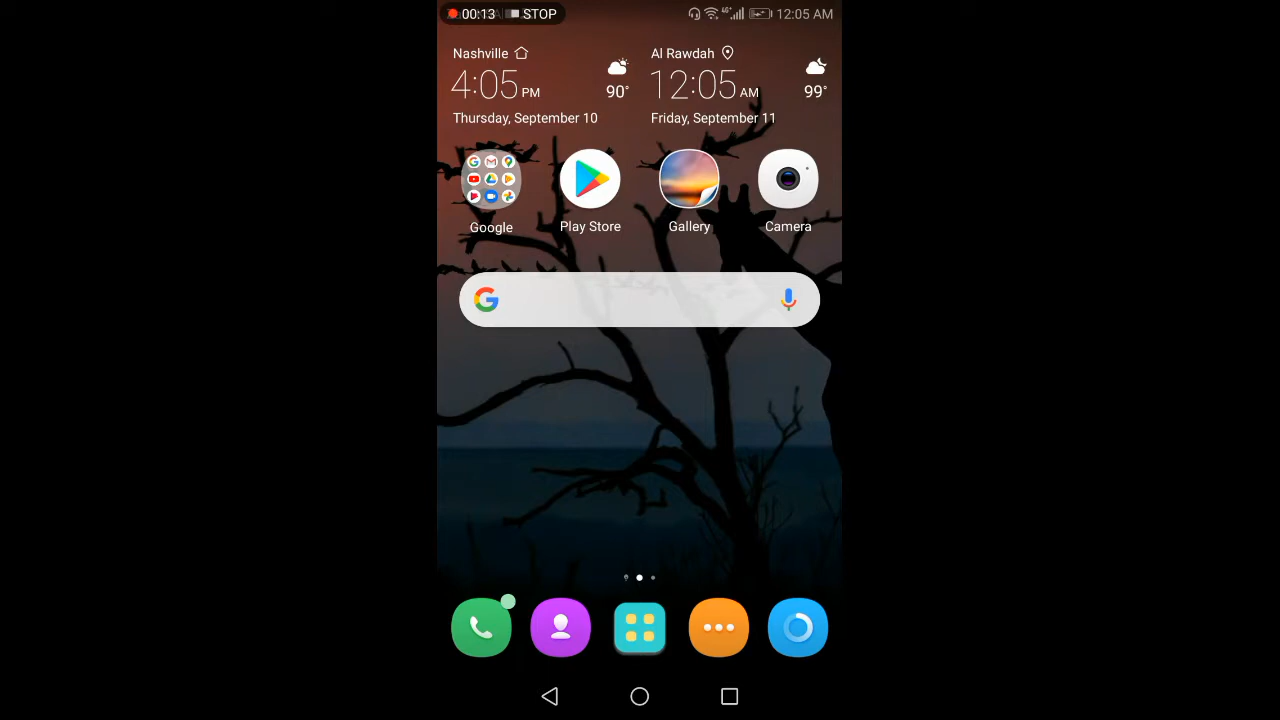 00:13 STOP 4G 12:05 AM
Nashville Al Rawdah
4:05 PM 90° 12:05 AM 99°
Thursday, September 10 Friday, September 11
Google Play Store Gallery Camera